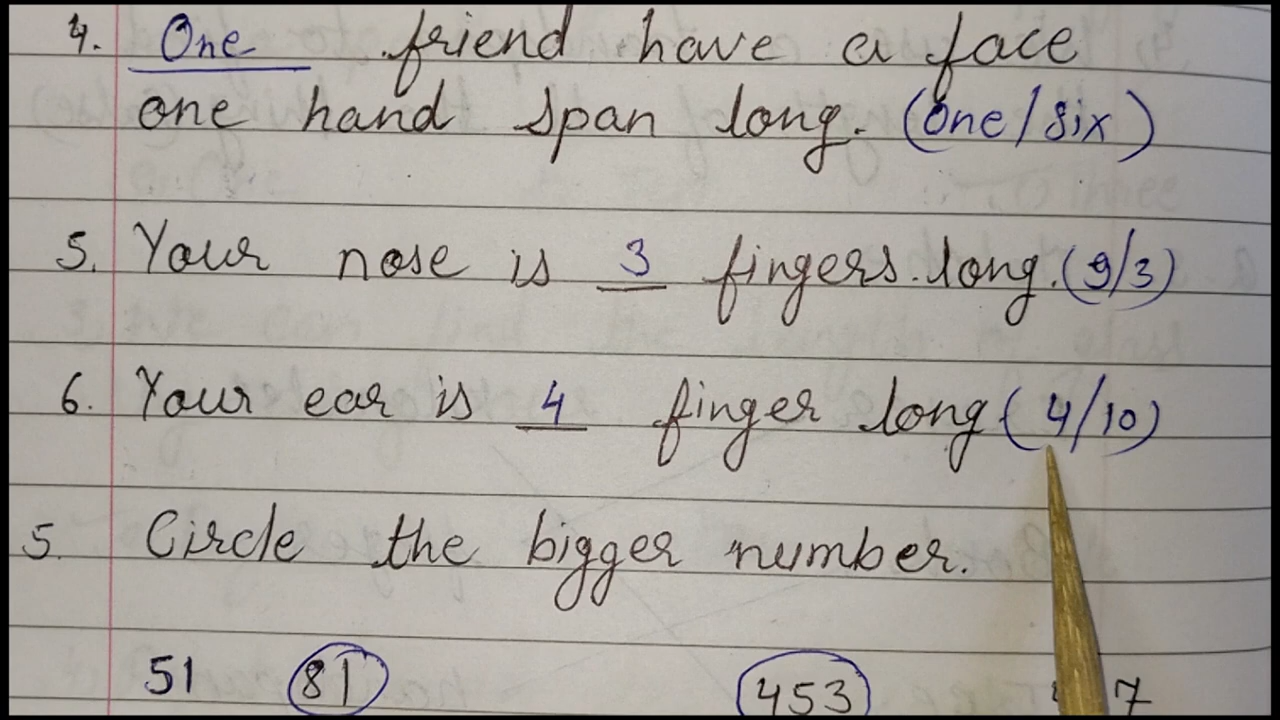 4. One friend have a face
one hand span long. (one/six)
5. Your nose is 3 fingers long. (9/3)
6. Your ear is 4 finger long (4/10)
5. Circle the bigger number.
51 81 453 7